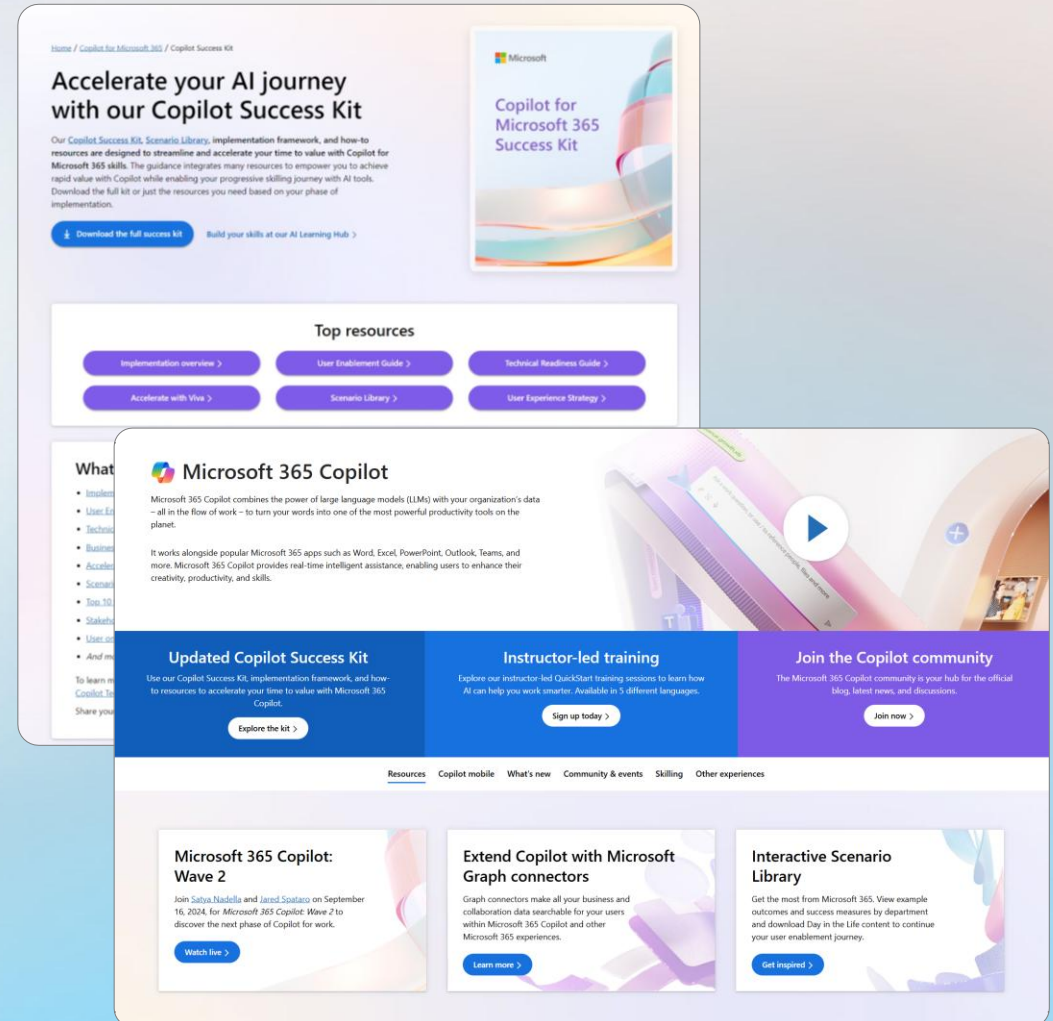 Home / Copilot for Microsoft 365 / Copilot Success Kit
Accelerate your AI journey
with our Copilot Success Kit
Our Copilot Success Kit, Scenario Library, implementation framework, and how-to
resources are designed to streamline and accelerate your time to value with Copilot for
Microsoft 365 skills. The guidance integrates many resources to empower you to achieve
rapid value with Copilot while enabling your progressive skilling journey with AI tools.
Download the full kit or just the resources you need based on your phase of
implementation.
Download the full success kit
Build your skills at our AI Learning Hub >
Microsoft
Copilot for
Microsoft 365
Success Kit
Top resources
Implementation overview >
User Enablement Guide >
Technical Readiness Guide >
Accelerate with Viva >
Scenario Library >
User Experience Strategy >
What
Top 10
And
To learn
Share your
Microsoft 365 Copilot
Microsoft 365 Copilot combines the power of large language models (LLMs) with your organization's data
– all in the flow of work – to turn your words into one of the most powerful productivity tools on the
planet.
It works alongside popular Microsoft 365 apps such as Word, Excel, PowerPoint, Outlook, Teams, and
more. Microsoft 365 Copilot provides real-time intelligent assistance, enabling users to enhance their
creativity, productivity, and skills.
Updated Copilot Success Kit
Use our Copilot Success Kit, implementation framework, and how-
to resources to accelerate your time to value with Microsoft 365
Copilot.
Explore the kit >
Instructor-led training
Explore our instructor-led QuickStart training sessions to learn how
AI can help you work smarter. Available in 5 different languages.
Sign up today >
Join the Copilot community
The Microsoft 365 Copilot community is your hub for the official
blog, latest news, and discussions.
Join now >
Resources Copilot mobile What's new Community & events Skilling Other experiences
Microsoft 365 Copilot:
Wave 2
Join Satya Nadella and Jared Spataro on September
16, 2024, for Microsoft 365 Copilot: Wave 2 to
discover the next phase of Copilot for work.
Watch live >
Extend Copilot with Microsoft
Graph connectors
Graph connectors make all your business and
collaboration data searchable for your users
within Microsoft 365 Copilot and other
Microsoft 365 experiences.
Learn more >
Interactive Scenario
Library
Get the most from Microsoft 365. View example
outcomes and success measures by department
and download Day in the Life content to continue
your user enablement journey.
Get inspired >